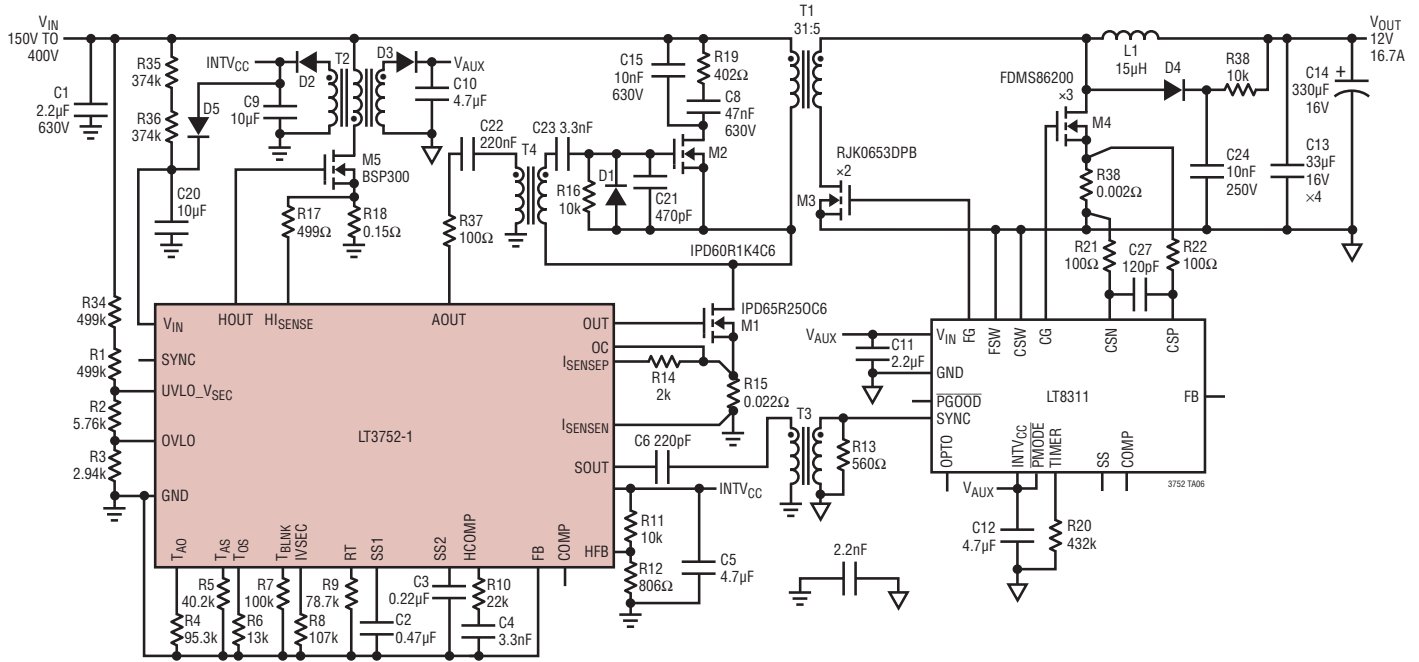 VIN
150V TO
400V
C1
2.2µF
630V
R35
374k
R36
374k
D5
INTVCC
D2
T2
D3
VAUX
C9
10µF
C10
4.7µF
C20
10µF
M5
BSP300
R17
499Ω
R18
0.15Ω
C22
220nF
C23 3.3nF
T4
R37
100Ω
R16
10k
D1
C21
470pF
C15
10nF
630V
R19
402Ω
C8
47nF
630V
M2
IPD60R1K4C6
T1
31:5
RJK0653DPB
×2
M3
FDMS86200
×3
M4
L1
15µH
D4
R38
10k
VOUT
12V
16.7A
C14
+
330µF
16V
C13
33µF
16V
×4
C24
10nF
250V
R38
0.002Ω
R21
100Ω
C27
120pF
R22
100Ω
R34
499k
R1
499k
R2
5.76k
R3
2.94k
VIN
HOUT
HISENSE
AOUT
OUT
SYNC
OC
ISENSEP
UVLO_VSEC
OVLO
LT3752-1
ISENSEN
SOUT
GND
HFB
TAO
TAS
TOS
TBLNK
IVSEC
RT
SS1
SS2
HCOMP
FB
COMP
IPD65R25OC6
M1
R14
2k
R15
0.022Ω
C6 220pF
T3
R13
560Ω
INTVCC
R11
10k
R12
806Ω
C5
4.7µF
R5
40.2k
R4
95.3k
R6
13k
R7
100k
R8
107k
R9
78.7k
C2
0.47µF
C3
0.22µF
R10
22k
C4
3.3nF
2.2nF
VAUX
C11
2.2µF
VIN
FG
FSW
CSW
CG
CSN
CSP
GND
PGOOD
SYNC
LT8311
FB
OPTO
INTVCC
PMODE
TIMER
SS
COMP
VAUX
C12
4.7µF
R20
432k
3752 TA06